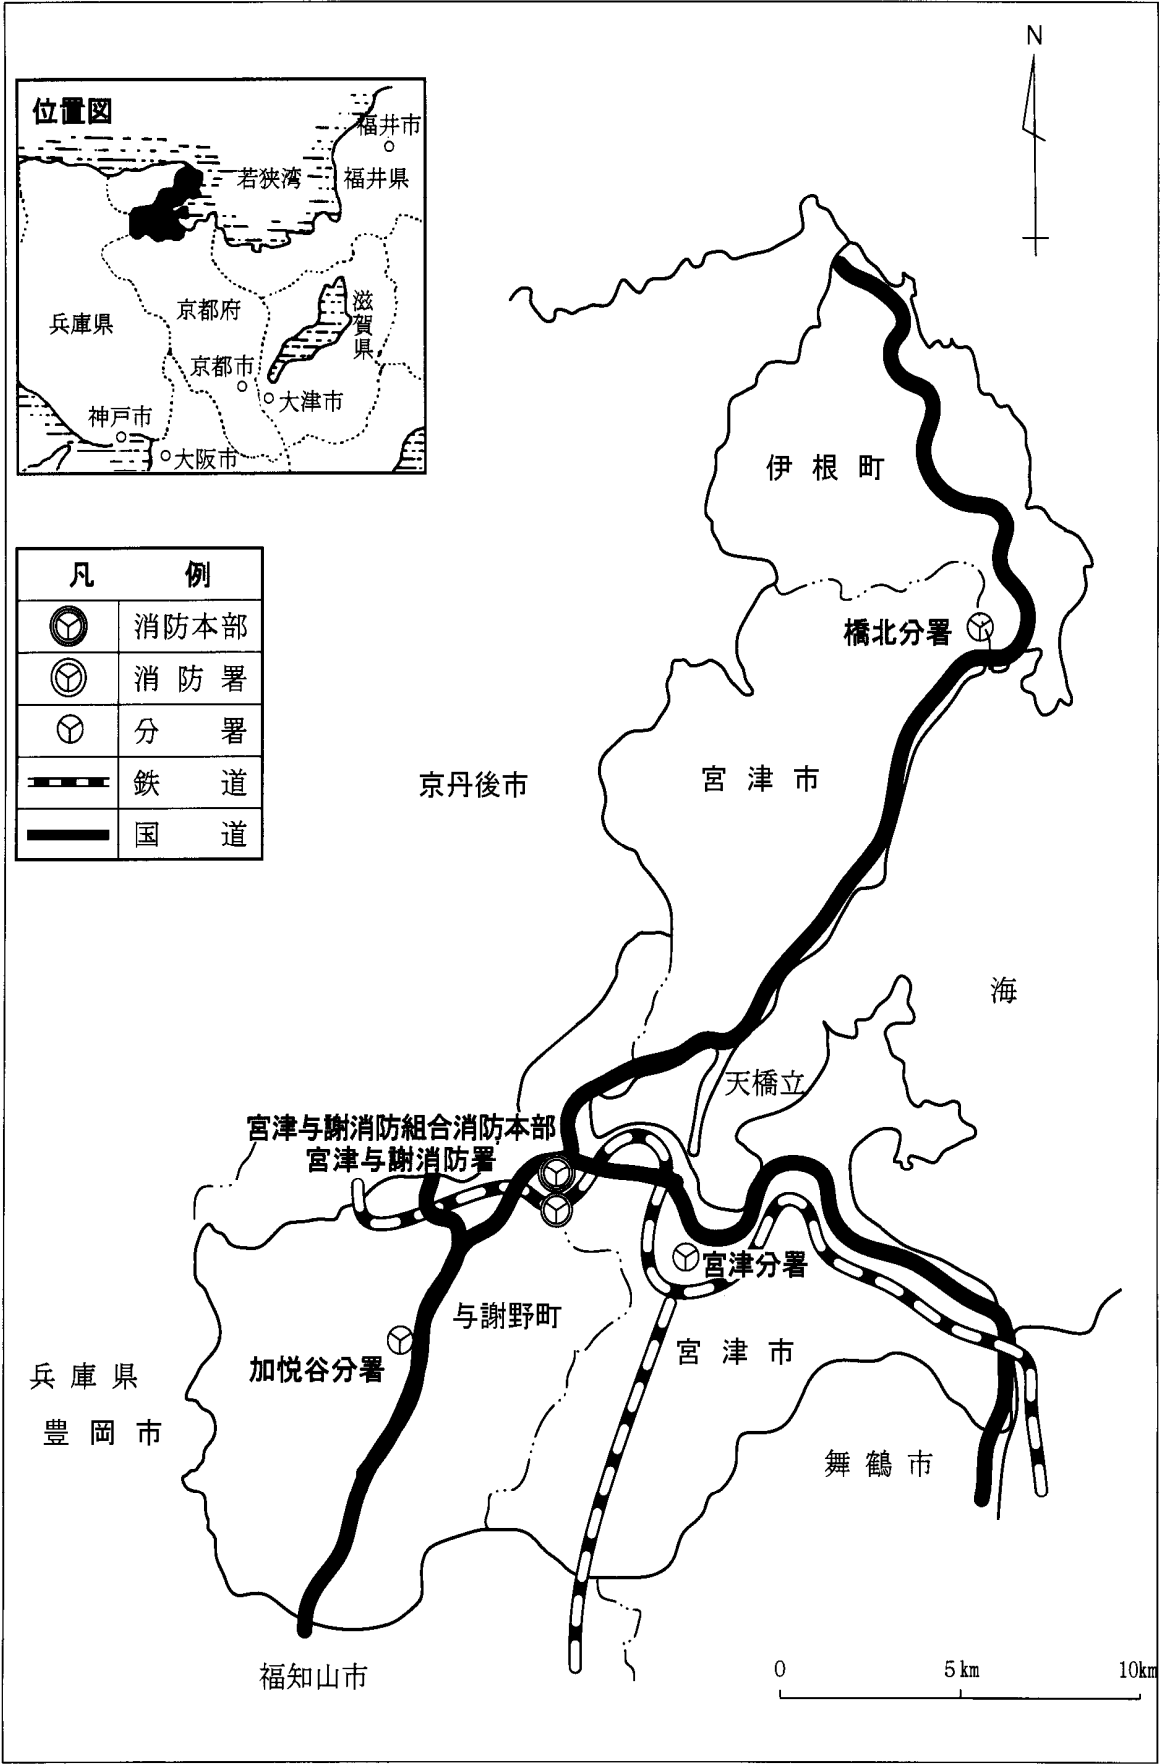 N
位置図
福井市
若狭湾
福井県
滋賀県
京都府
兵庫県
京都市
大津市
神戸市
大阪市
凡 例
消防本部
消防署
分 署
鉄 道
国 道
伊根町
橋北分署
京丹後市
宮津市
海
天橋立
宮津与謝消防組合消防本部
宮津与謝消防署
宮津分署
与謝野町
加悦谷分署
宮津市
兵庫県
豊岡市
舞鶴市
福知山市
0 5km 10km